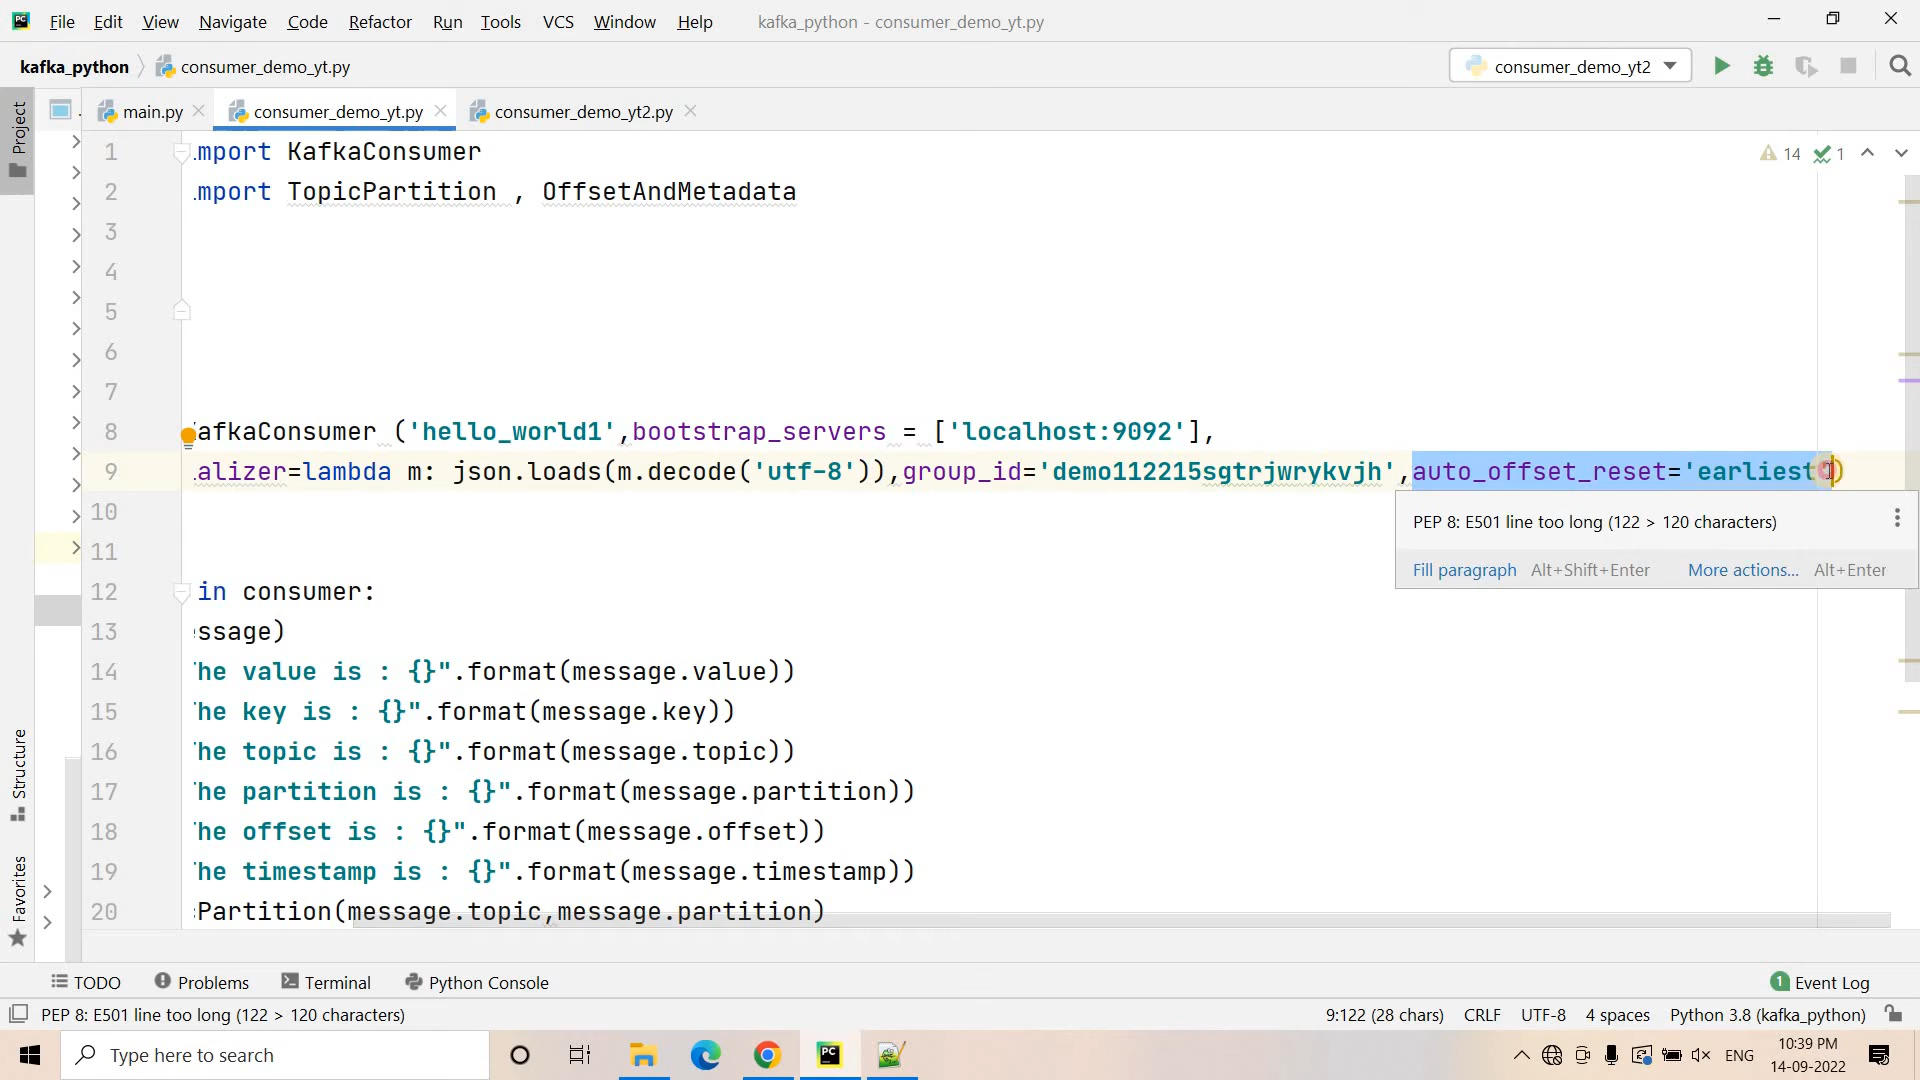 File Edit View Navigate Code Refactor Run Tools VCS Window Help kafka_python - consumer_demo_yt.py
kafka_python consumer_demo_yt.py consumer_demo_yt2
Project
main.py consumer_demo_yt.py consumer_demo_yt2.py
1 mport KafkaConsumer 14 1
2 mport TopicPartition , OffsetAndMetadata
3
4
5
6
7
8 afkaConsumer ('hello_world1',bootstrap_servers = ['localhost:9092'],
9 alizer=lambda m: json.loads(m.decode('utf-8')),group_id='demo112215sgtrjwrykvjh',auto_offset_reset='earliest')
10
PEP 8: E501 line too long (122 > 120 characters)
11
Fill paragraph Alt+Shift+Enter More actions... Alt+Enter
12 in consumer:
13 ssage)
14 he value is : {}".format(message.value))
15 he key is : {}".format(message.key))
16 he topic is : {}".format(message.topic))
17 he partition is : {}".format(message.partition))
18 he offset is : {}".format(message.offset))
19 he timestamp is : {}".format(message.timestamp))
20 Partition(message.topic,message.partition)
Structure
Favorites
TODO Problems Terminal Python Console 1 Event Log
PEP 8: E501 line too long (122 > 120 characters) 9:122 (28 chars) CRLF UTF-8 4 spaces Python 3.8 (kafka_python)
Type here to search PC ENG 10:39 PM
14-09-2022